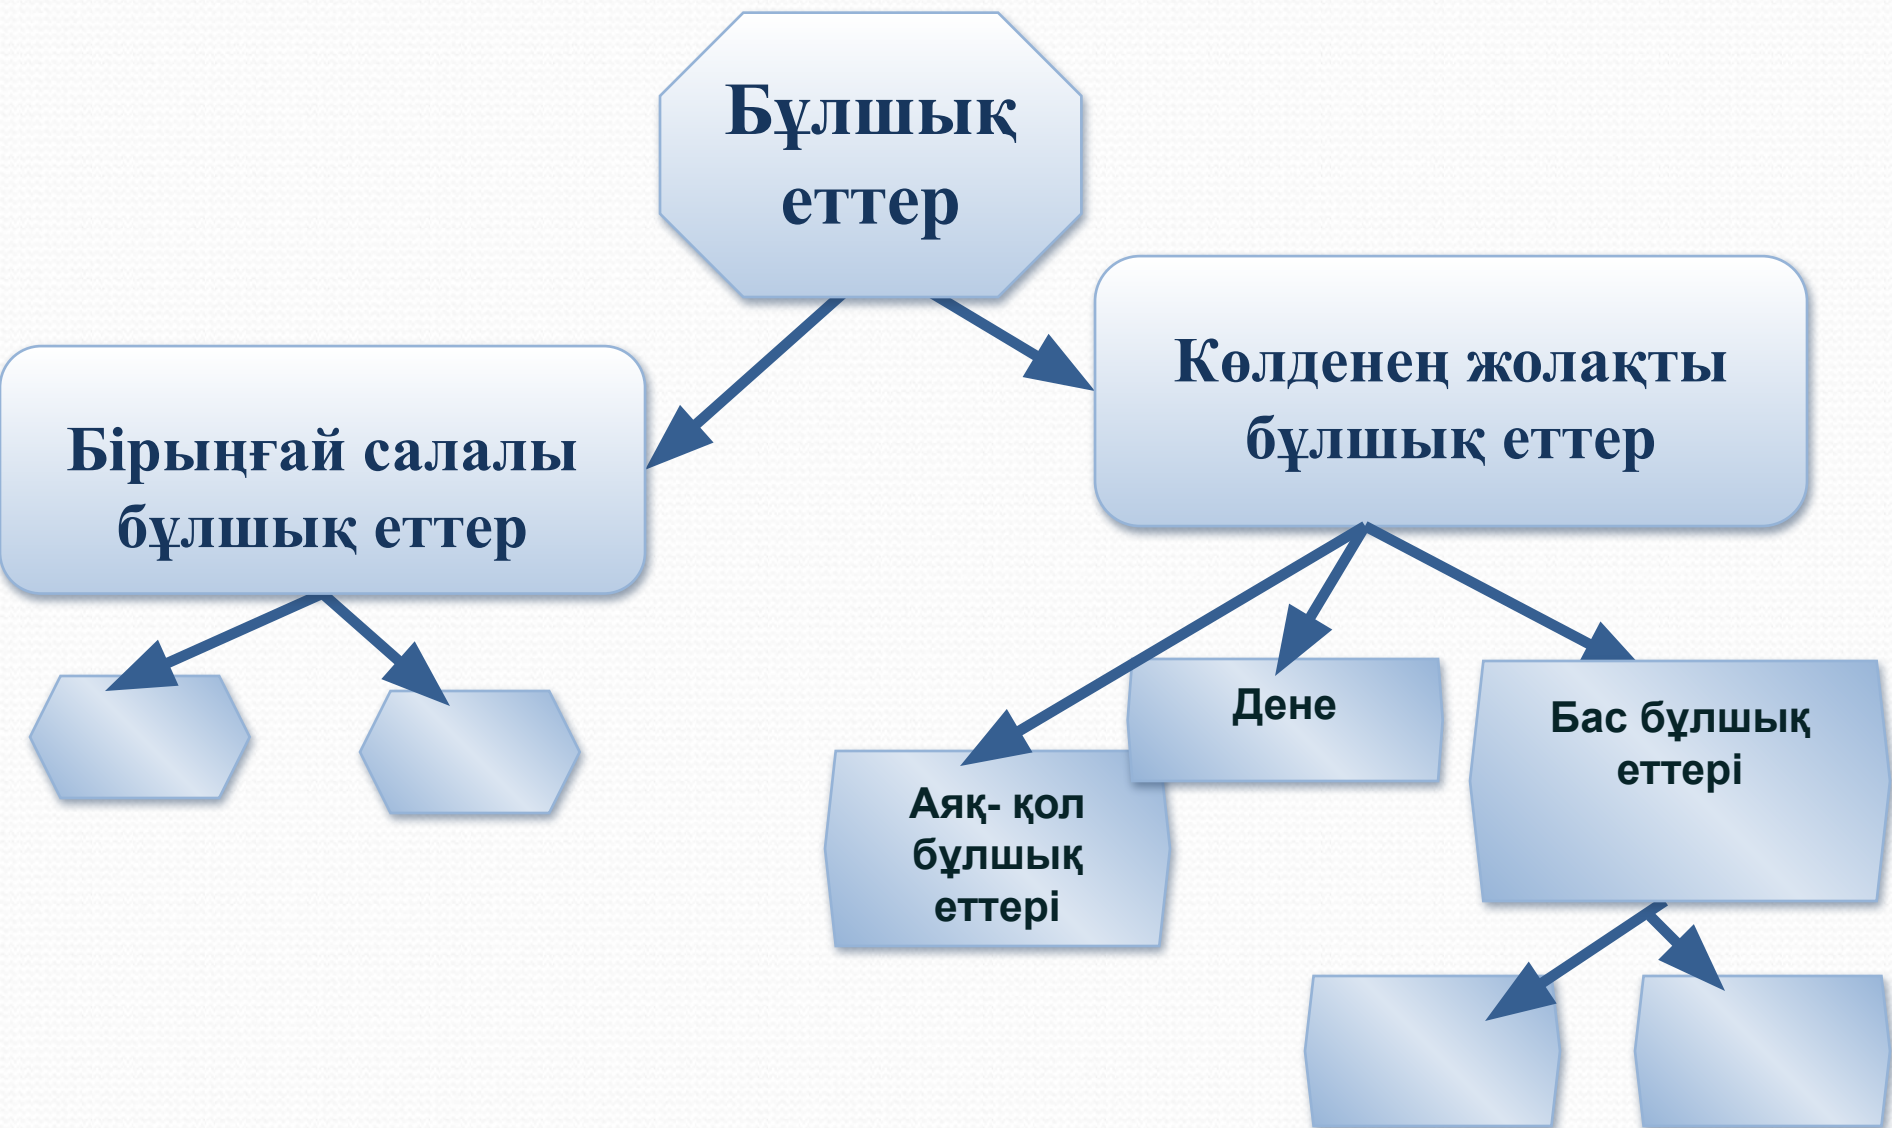 Бұлшық
еттер
Көлденең жолақты
бұлшық еттер
Бірыңғай салалы
бұлшық еттер
Дене
Бас бұлшық
еттері
Аяқ- қол
бұлшық
еттері